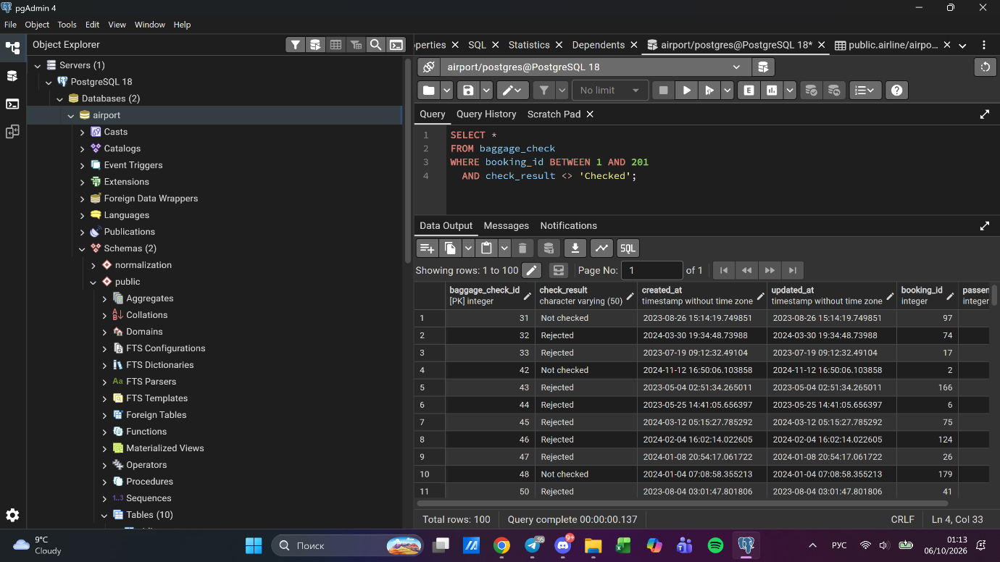 pgAdmin 4
File Object Tools Edit View Window Help
Object Explorer
Servers (1)
PostgreSQL 18
Databases (2)
airport
Casts
Catalogs
Event Triggers
Extensions
Foreign Data Wrappers
Languages
Publications
Schemas (2)
normalization
public
Aggregates
Collations
Domains
FTS Configurations
FTS Dictionaries
Aa FTS Parsers
FTS Templates
Foreign Tables
Functions
Materialized Views
Operators
Procedures
1..3 Sequences
Tables (10)
operties SQL Statistics Dependents airport/postgres@PostgreSQL 18* public.airline/airpo...
airport/postgres@PostgreSQL 18
No limit E
Query Query History Scratch Pad
1 SELECT *
2 FROM baggage_check
3 WHERE booking_id BETWEEN 1 AND 201
4 AND check_result <> 'Checked';
Data Output Messages Notifications
SQL
Showing rows: 1 to 100 Page No: 1 of 1
baggage_check_id check_result created_at updated_at booking_id passen
[PK] integer character varying (50) timestamp without time zone timestamp without time zone integer integer
1 31 Not checked 2023-08-26 15:14:19.749851 2023-08-26 15:14:19.749851 97
2 32 Rejected 2024-03-30 19:34:48.73988 2024-03-30 19:34:48.73988 74
3 33 Rejected 2023-07-19 09:12:32.49104 2023-07-19 09:12:32.49104 17
4 42 Not checked 2024-11-12 16:50:06.103858 2024-11-12 16:50:06.103858 2
5 43 Rejected 2023-05-04 02:51:34.265011 2023-05-04 02:51:34.265011 166
6 44 Rejected 2023-05-25 14:41:05.656397 2023-05-25 14:41:05.656397 6
7 45 Rejected 2024-03-12 05:15:27.785292 2024-03-12 05:15:27.785292 75
8 46 Rejected 2024-02-04 16:02:14.022605 2024-02-04 16:02:14.022605 124
9 47 Rejected 2024-01-08 20:54:17.061722 2024-01-08 20:54:17.061722 26
10 48 Not checked 2024-01-04 07:08:58.355213 2024-01-04 07:08:58.355213 179
11 50 Rejected 2023-08-04 03:01:47.801806 2023-08-04 03:01:47.801806 41
Total rows: 100 Query complete 00:00:00.137 CRLF Ln 4, Col 33
9°C
Cloudy
Поиск
95
9+
РУС
01:13
06/10/2026